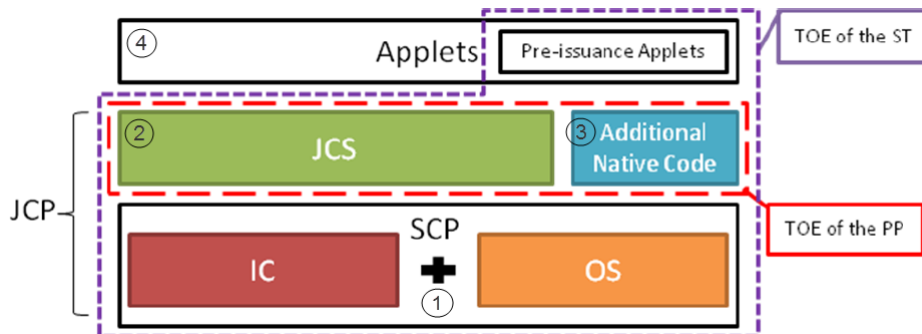 ④ Applets Pre-issuance Applets
TOE of the ST
② JCS
③ Additional
Native Code
JCP
SCP
TOE of the PP
IC
①
OS